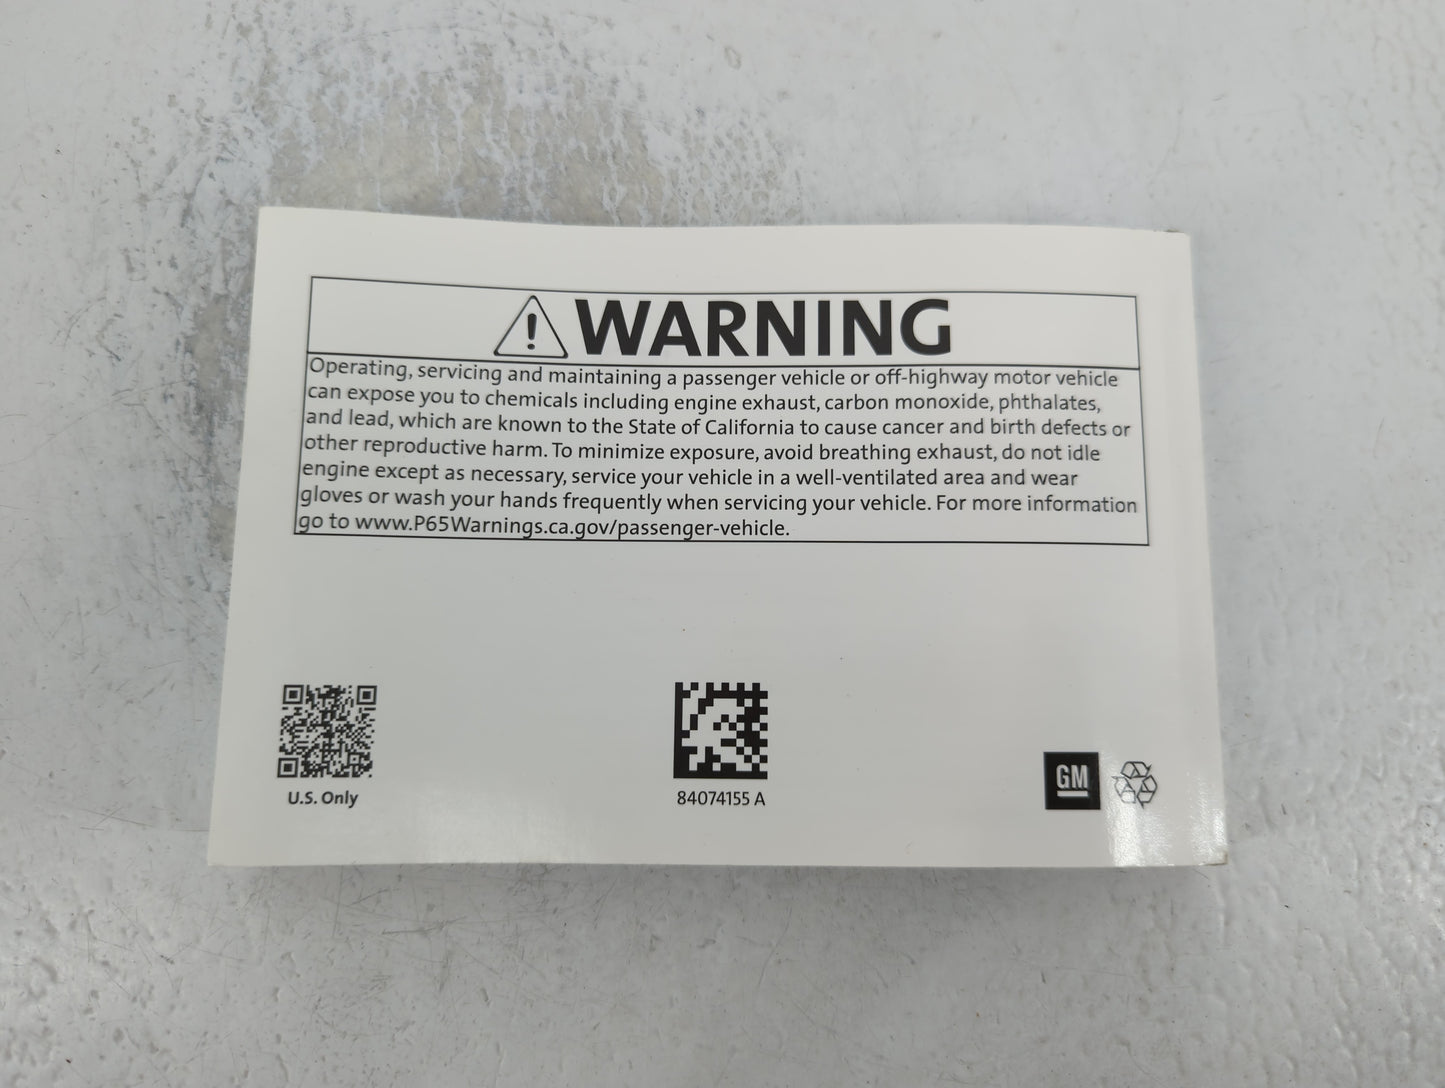 WARNING
Operating, servicing and maintaining a passenger vehicle or off-highway motor vehicle
can expose you to chemicals including engine exhaust, carbon monoxide, phthalates,
and lead, which are known to the State of California to cause cancer and birth defects or
other reproductive harm. To minimize exposure, avoid breathing exhaust, do not idle
engine except as necessary, service your vehicle in a well-ventilated area and wear
gloves or wash your hands frequently when servicing your vehicle. For more information
go to www.P65Warnings.ca.gov/passenger-vehicle.
U.S. Only
84074155 A
GM